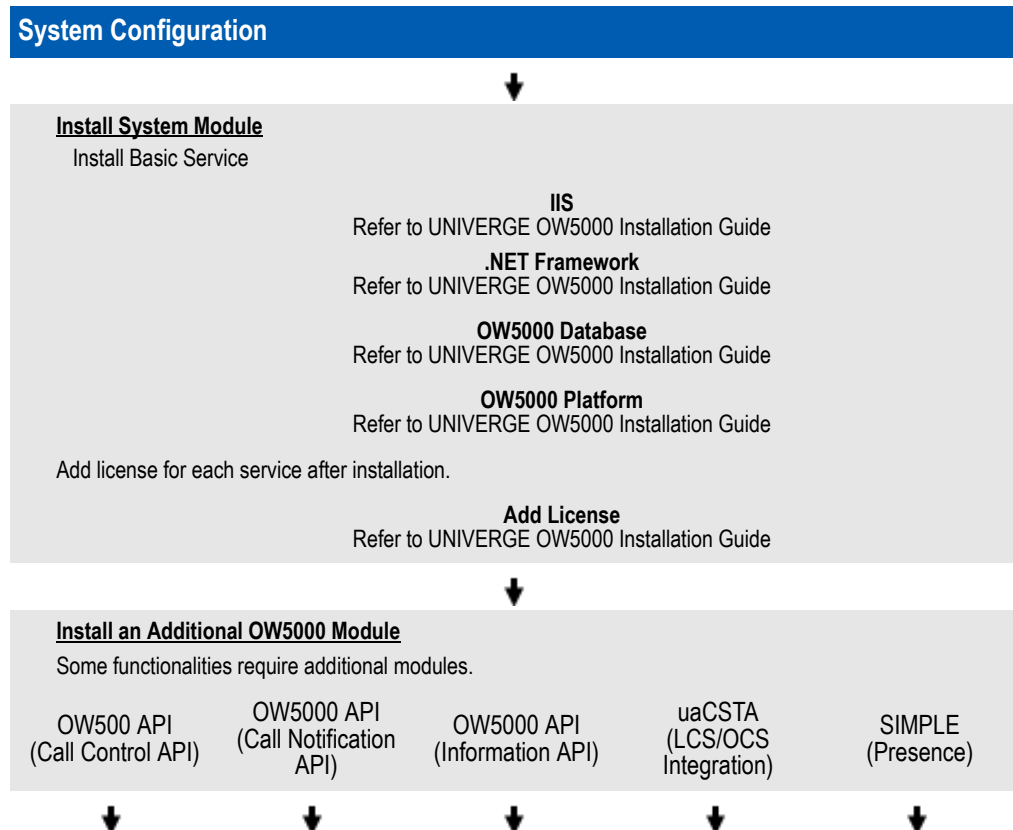 System Configuration
Install System Module
Install Basic Service
IIS
Refer to UNIVERGE OW5000 Installation Guide
.NET Framework
Refer to UNIVERGE OW5000 Installation Guide
OW5000 Database
Refer to UNIVERGE OW5000 Installation Guide
OW5000 Platform
Refer to UNIVERGE OW5000 Installation Guide
Add license for each service after installation.
Add License
Refer to UNIVERGE OW5000 Installation Guide
Install an Additional OW5000 Module
Some functionalities require additional modules.
OW500 API
(Call Control API)
OW5000 API
(Call Notification
API)
OW5000 API
(Information API)
uaCSTA
(LCS/OCS
Integration)
SIMPLE
(Presence)